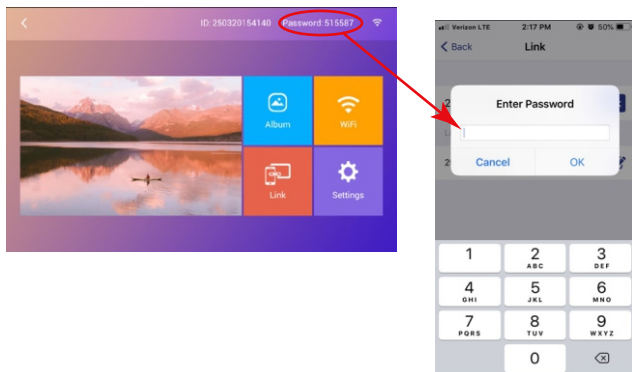 ID: 250320154140 Password:515587
Album
WiFi
Link
Settings
Verizon LTE 2:17 PM 50%
Back Link
Enter Password
Cancel OK
1 2 3
ABC DEF
4 5 6
GHI JKL MNO
7 8 9
PQRS TUV WXYZ
0